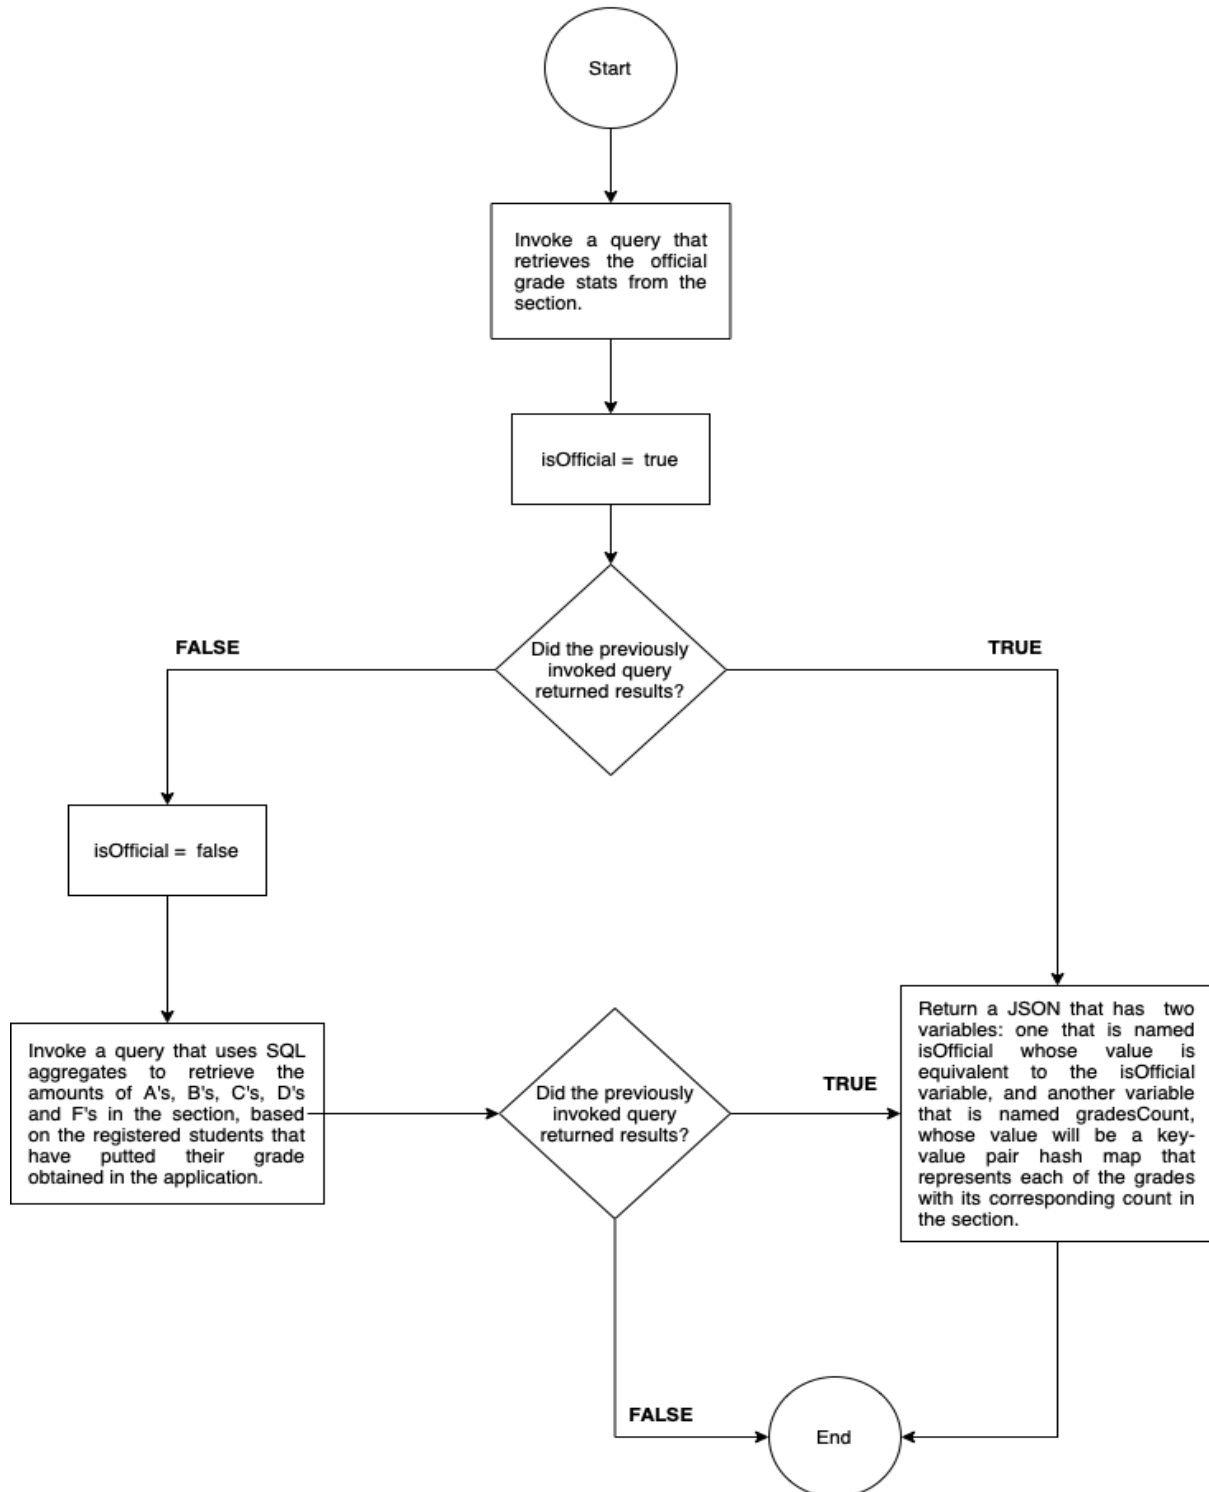 Start
Invoke a query that
retrieves the official
grade stats from the
section.
isOfficial = true
FALSE
Did the previously
invoked query
returned results?
TRUE
isOfficial = false
Invoke a query that uses SQL
aggregates to retrieve the
amounts of A's, B's, C's, D's
and F's in the section, based
on the registered students that
have putted their grade
obtained in the application.
Did the previously
invoked query
returned results?
TRUE
Return a JSON that has two
variables: one that is named
isOfficial whose value is
equivalent to the isOfficial
variable, and another variable
that is named gradesCount,
whose value will be a key-
value pair hash map that
represents each of the grades
with its corresponding count in
the section.
FALSE
End